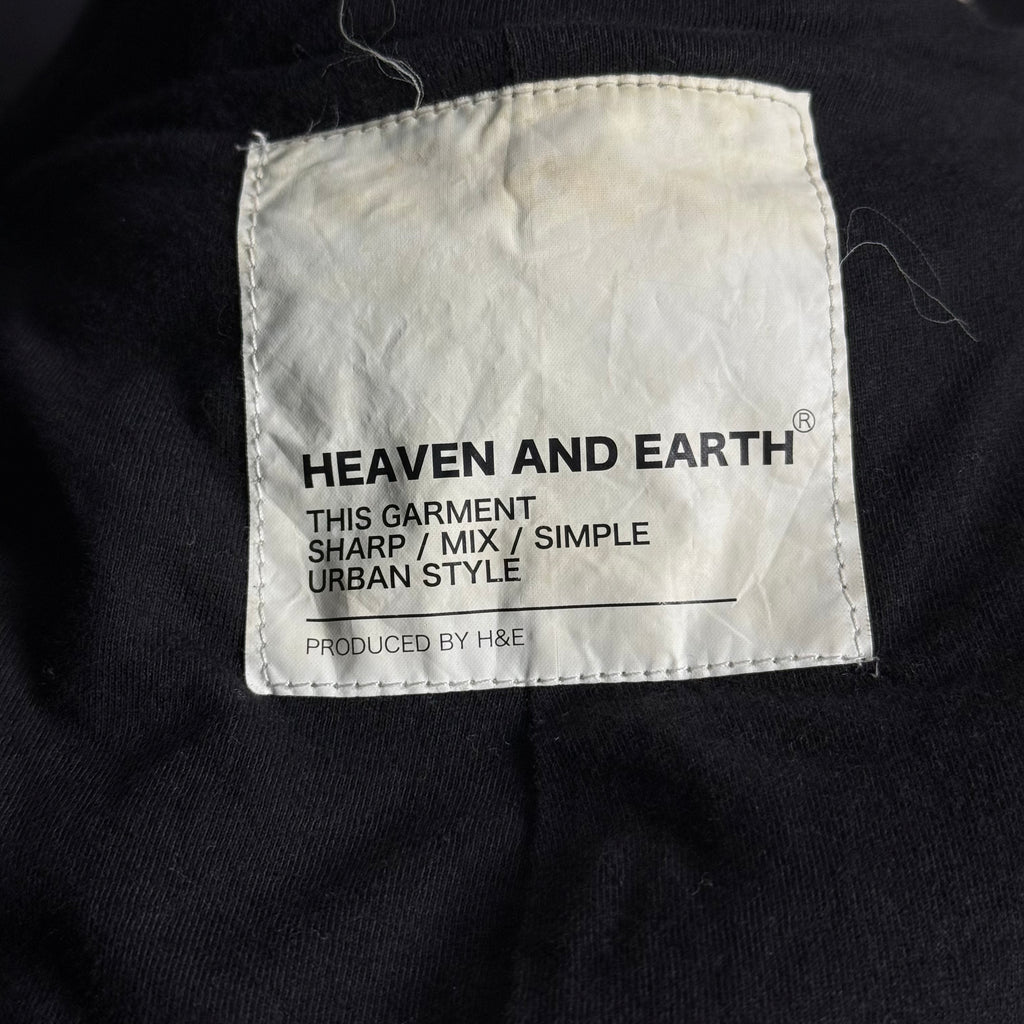 HEAVEN AND EARTH®
THIS GARMENT
SHARP / MIX / SIMPLE
URBAN STYLE
PRODUCED BY H&E